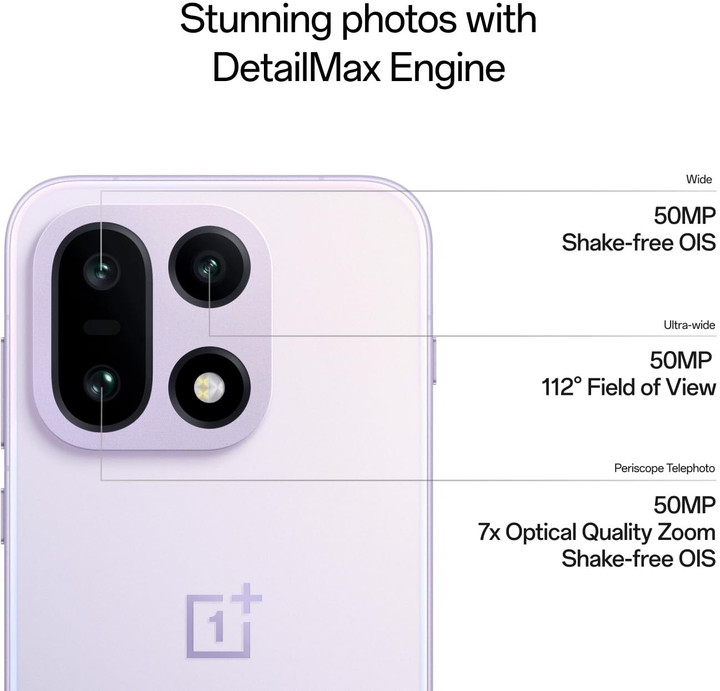 Stunning photos with
DetailMax Engine
Wide
50MP
Shake-free OIS
Ultra-wide
50MP
112° Field of View
Periscope Telephoto
50MP
7x Optical Quality Zoom
Shake-free OIS
1+